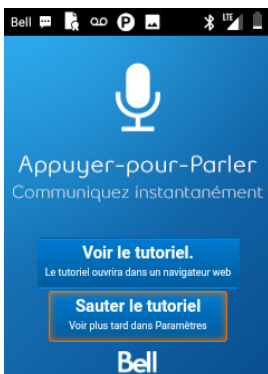 Bell P LTE
Appuyer-pour-Parler
Communiquez instantanément
Voir le tutoriel.
Le tutoriel ouvrira dans un navigateur web
Sauter le tutoriel
Voir plus tard dans Paramètres
Bell